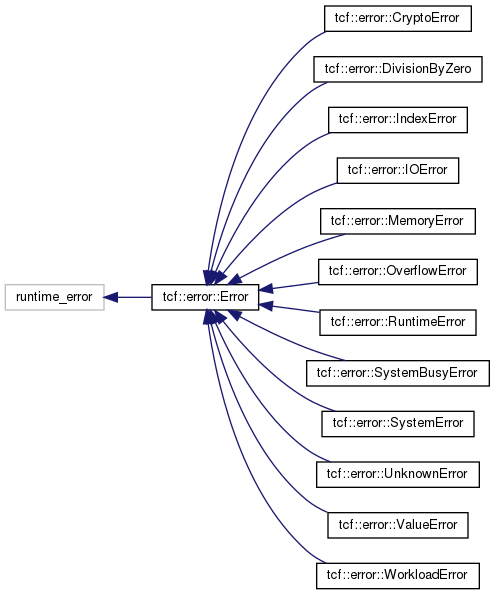 tcf::error::CryptoError
tcf::error::DivisionByZero
tcf::error::IndexError
tcf::error::IOError
tcf::error::MemoryError
tcf::error::OverflowError
runtime_error
tcf::error::Error
tcf::error::RuntimeError
tcf::error::SystemBusyError
tcf::error::SystemError
tcf::error::UnknownError
tcf::error::ValueError
tcf::error::WorkloadError